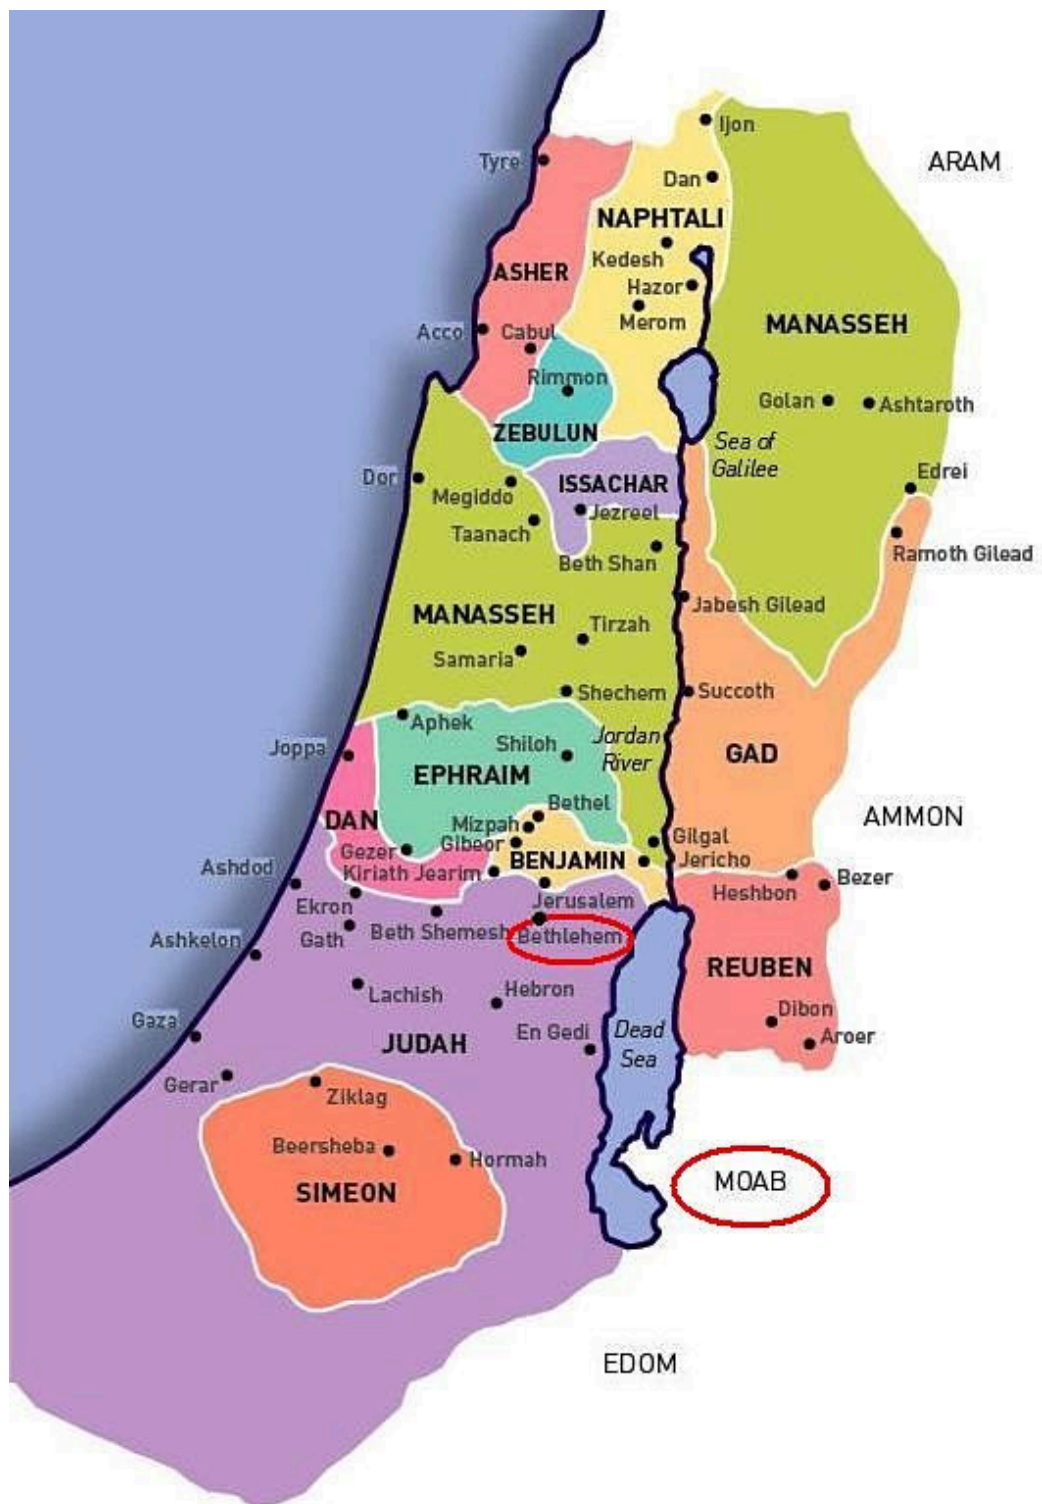 Ijon
ARAM
Tyre
Dan
NAPHTALI
Kedesh
ASHER
Hazor
Merom
MANASSEH
Acco
Cabul
Rimmon
Golan
Ashtaroth
ZEBULUN
Sea of
Galilee
Dor
Megiddo
ISSACHAR
Edrei
Jezreel
Taanach
Beth Shan
Ramoth Gilead
Jabesh Gilead
MANASSEH
Tirzah
Samaria
Shechem
Succoth
Aphek
Joppa
Shiloh
Jordan
River
GAD
EPHRAIM
Bethel
DAN
Mizpah
Gibeor
AMMON
Gilgal
Gezer
BENJAMIN
Jericho
Kiriath Jearim
Ashdod
Heshbon
Bezer
Ekron
Jerusalem
Gath
Beth Shemesh
Bethlehem
Ashkelon
REUBEN
Lachish
Hebron
Dibon
Gaza
En Gedi
Dead
Sea
JUDAH
Aroer
Gerar
Ziklag
Beersheba
Hormah
SIMEON
MOAB
EDOM